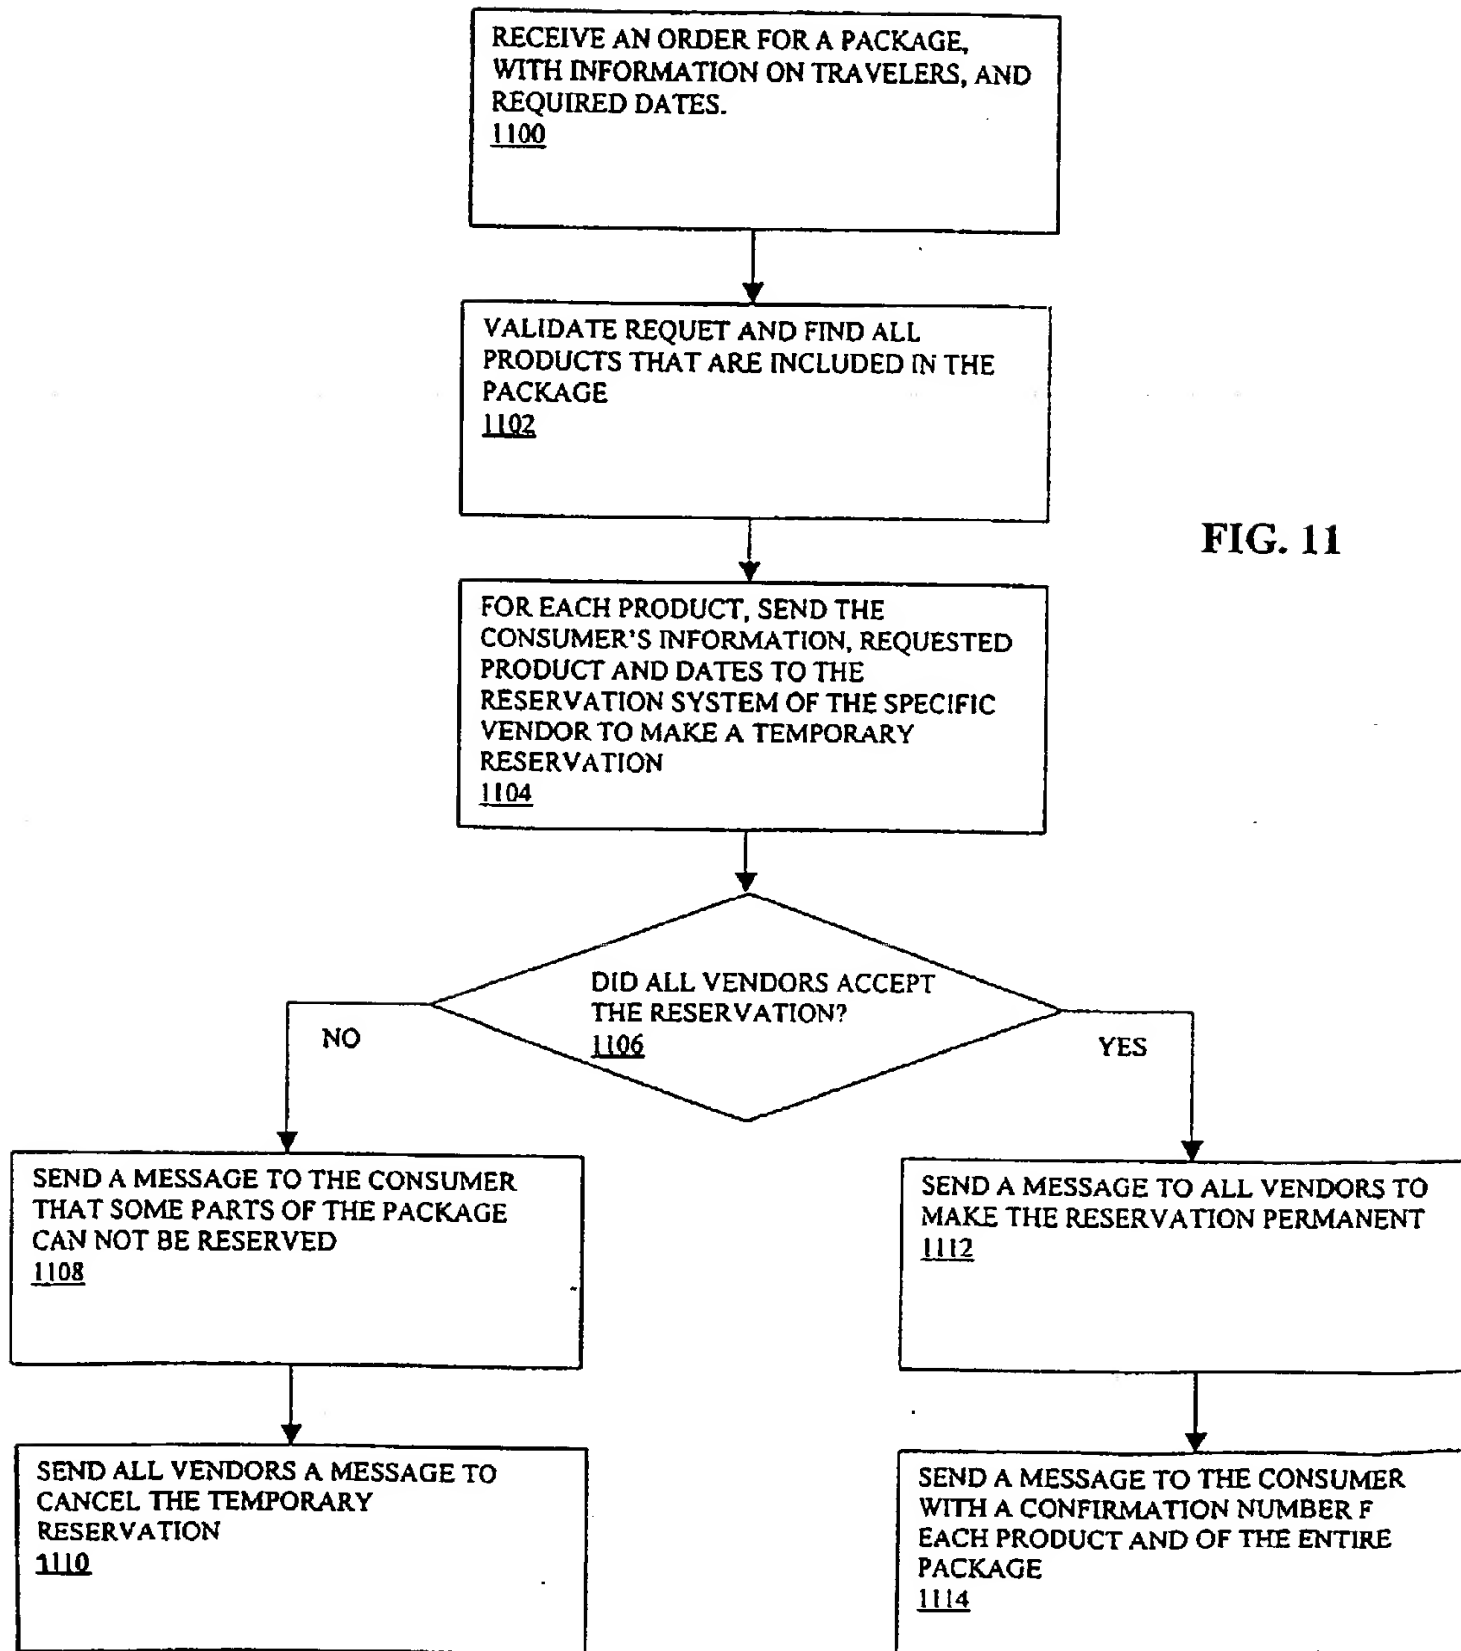 RECEIVE AN ORDER FOR A PACKAGE,
WITH INFORMATION ON TRAVELERS, AND
REQUIRED DATES.
1100
VALIDATE REQUET AND FIND ALL
PRODUCTS THAT ARE INCLUDED IN THE
PACKAGE
1102
FIG. 11
FOR EACH PRODUCT, SEND THE
CONSUMER'S INFORMATION, REQUESTED
PRODUCT AND DATES TO THE
RESERVATION SYSTEM OF THE SPECIFIC
VENDOR TO MAKE A TEMPORARY
RESERVATION
1104
DID ALL VENDORS ACCEPT
THE RESERVATION?
1106
NO
YES
SEND A MESSAGE TO THE CONSUMER
THAT SOME PARTS OF THE PACKAGE
CAN NOT BE RESERVED
1108
SEND A MESSAGE TO ALL VENDORS TO
MAKE THE RESERVATION PERMANENT
1112
SEND ALL VENDORS A MESSAGE TO
CANCEL THE TEMPORARY
RESERVATION
1110
SEND A MESSAGE TO THE CONSUMER
WITH A CONFIRMATION NUMBER F
EACH PRODUCT AND OF THE ENTIRE
PACKAGE
1114